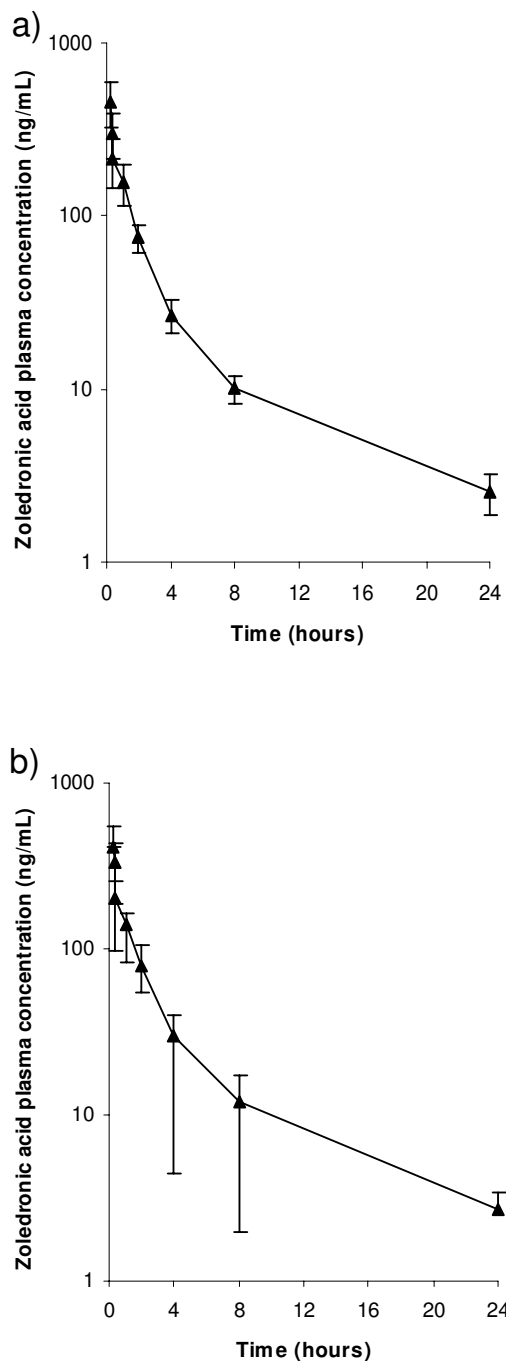 a)
Zoledronic acid plasma concentration (ng/mL)
1000
100
10
1
0 4 8 12 16 20 24
Time (hours)
b)
Zoledronic acid plasma concentration (ng/mL)
1000
100
10
1
0 4 8 12 16 20 24
Time (hours)